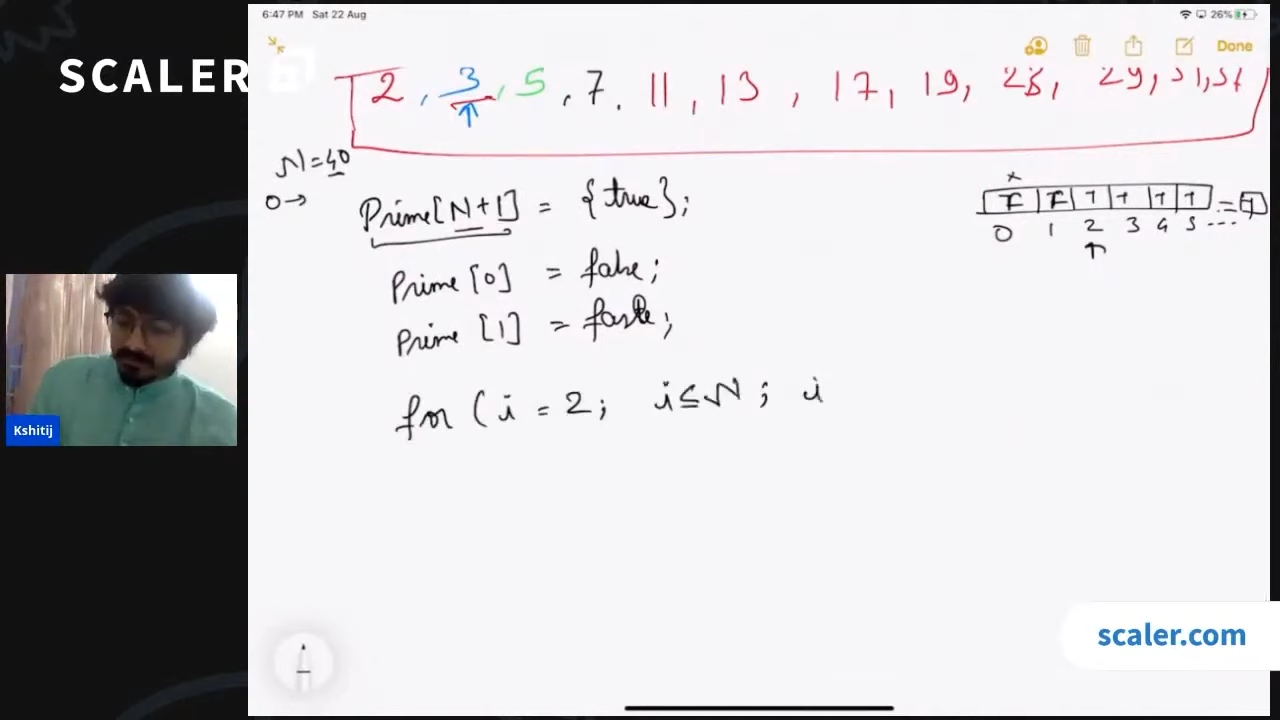 6:47 PM Sat 22 Aug
26%
SCALER
Done
2, 3, 5, 7, 11, 13, 17, 19, 23, 29, 31, 37
N=40
0→
Prime[N+1] = {true};
F F T T T T = T
0 1 2 3 4 5 ...
Prime [0] = false;
Prime [1] = false;
for (i = 2; i≤N; i
Kshitij
scaler.com